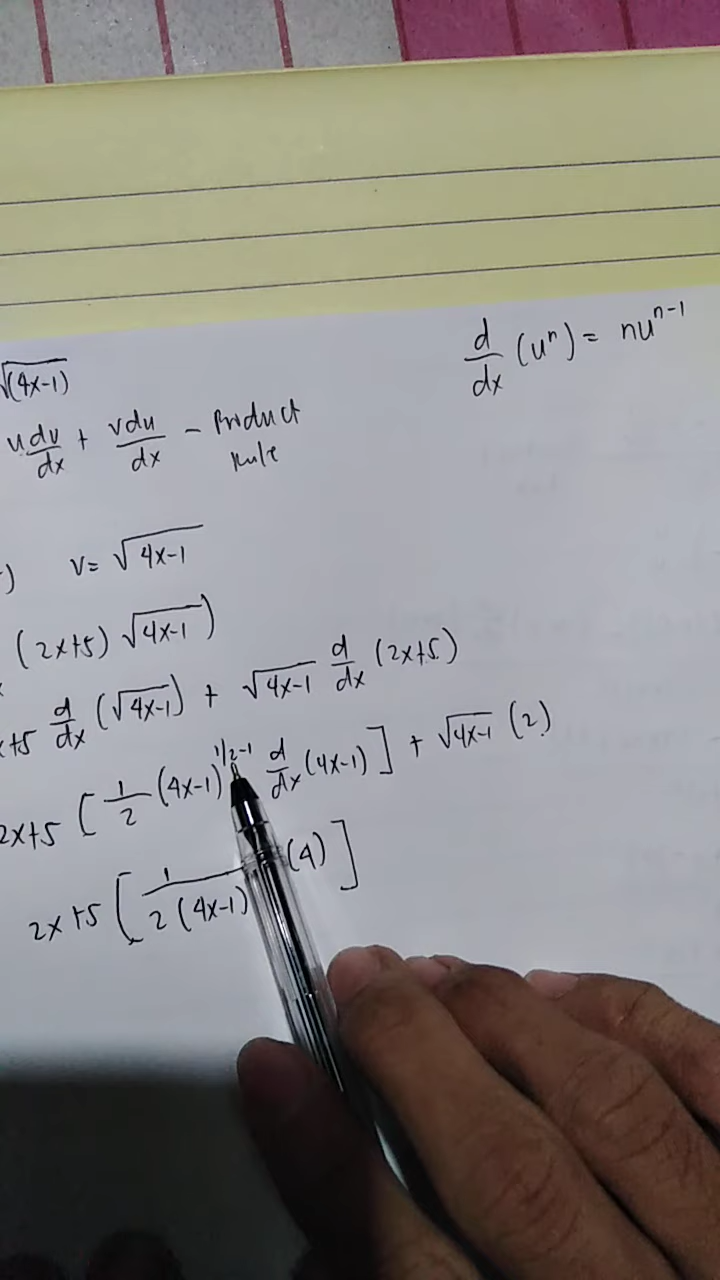 √(4x-1)
d/dx (uⁿ) = nuⁿ⁻¹
udv/dx + vdu/dx - Product rule
) v = √4x-1
(2x+5) √4x-1)
x+5 d/dx (√4x-1) + √4x-1 d/dx (2x+5)
2x+5 [1/2 (4x-1)^1/2-1 d/dx (4x-1)] + √4x-1 (2)
2x+5 [1/2(4x-1) (4)]